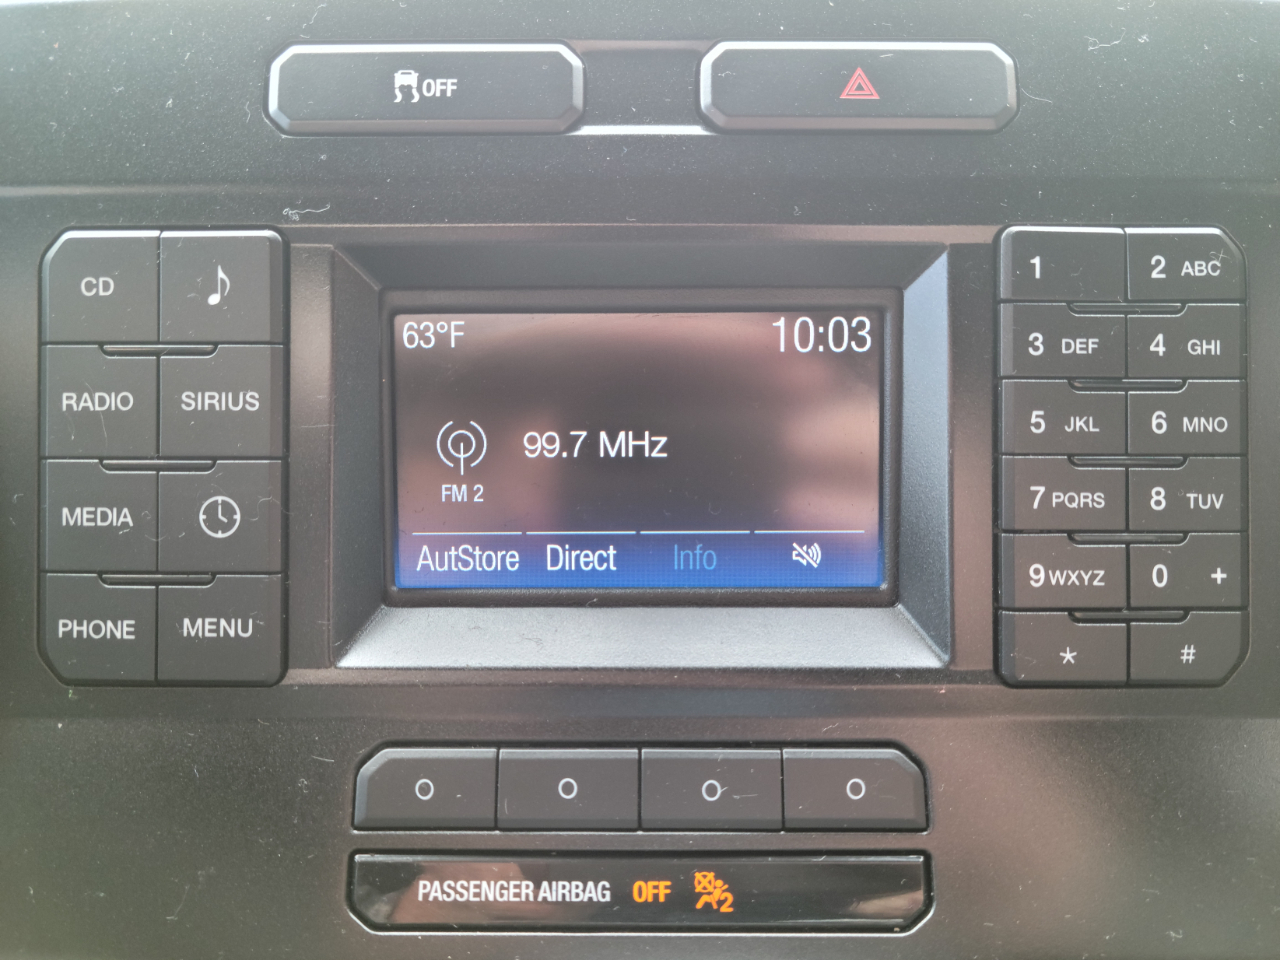 OFF
CD
RADIO SIRIUS
MEDIA
PHONE MENU
63°F 10:03
99.7 MHz
FM 2
AutStore Direct Info
1 2 ABC
3 DEF 4 GHI
5 JKL 6 MNO
7 PQRS 8 TUV
9 WXYZ 0 +
* #
PASSENGER AIRBAG OFF 2